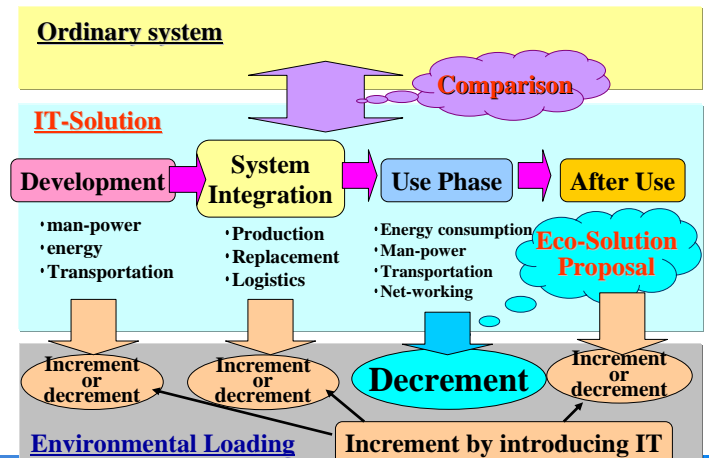 Ordinary system
Comparison
IT-Solution
Development
System
Integration
Use Phase
After Use
・man-power
・energy
・Transportation
・Production
・Replacement
・Logistics
・Energy consumption
・Man-power
・Transportation
・Net-working
Eco-Solution
Proposal
Increment
or
decrement
Increment
or
decrement
Decrement
Increment
or
decrement
Environmental Loading
Increment by introducing IT